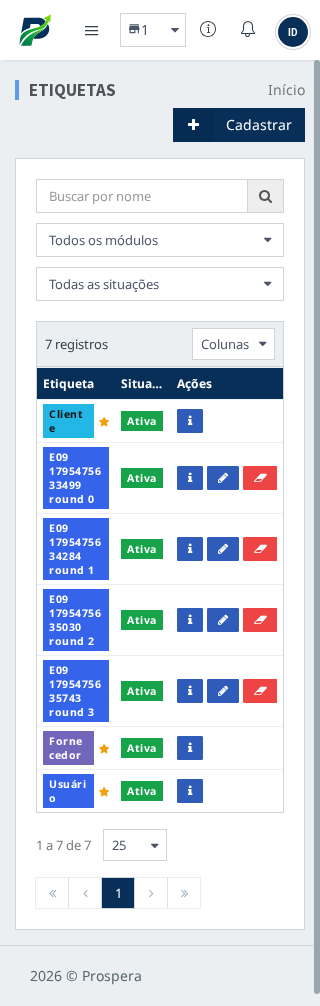 1
ID
ETIQUETAS
Início
Cadastrar
Buscar por nome
Todos os módulos
Todas as situações
7 registros
Colunas
Etiqueta
Situa...
Ações
Client
e
Ativa
E09
17954756
33499
round 0
Ativa
E09
17954756
34284
round 1
Ativa
E09
17954756
35030
round 2
Ativa
E09
17954756
35743
round 3
Ativa
Forne
cedor
Ativa
Usuári
o
Ativa
1 a 7 de 7
25
«
‹
1
›
»
2026 © Prospera